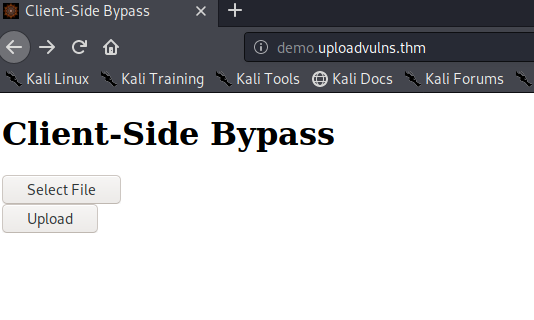 Client-Side Bypass
demo.uploadvulns.thm
Kali Linux Kali Training Kali Tools Kali Docs Kali Forums
Client-Side Bypass
Select File
Upload